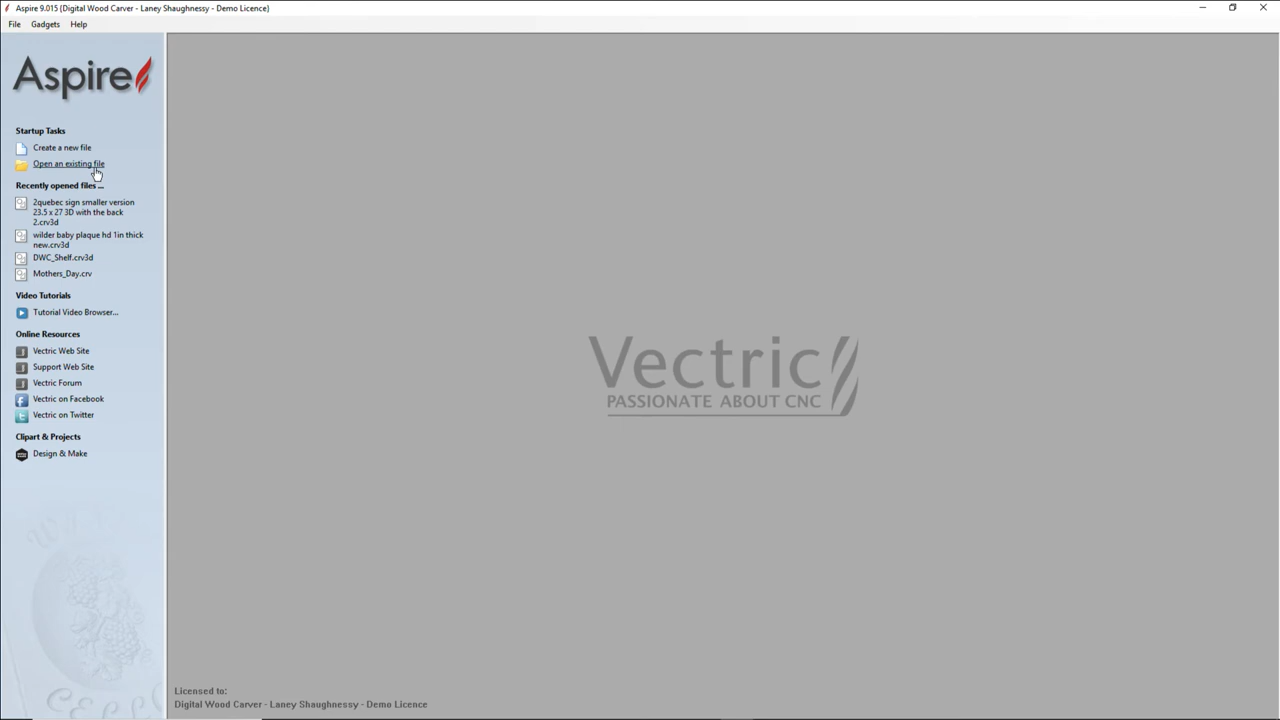 Aspire 9.015 {Digital Wood Carver - Laney Shaughnessy - Demo Licence}
File Gadgets Help
Aspire
Startup Tasks
Create a new file
Open an existing file
Recently opened files ...
2quebec sign smaller version
23.5 x 27 3D with the back
2.crv3d
wilder baby plaque hd 1in thick
new.crv3d
DWC_Shelf.crv3d
Mothers_Day.crv
Video Tutorials
Tutorial Video Browser...
Online Resources
Vectric Web Site
Support Web Site
Vectric Forum
Vectric on Facebook
Vectric on Twitter
Clipart & Projects
Design & Make
Vectric
PASSIONATE ABOUT CNC
Licensed to:
Digital Wood Carver - Laney Shaughnessy - Demo Licence